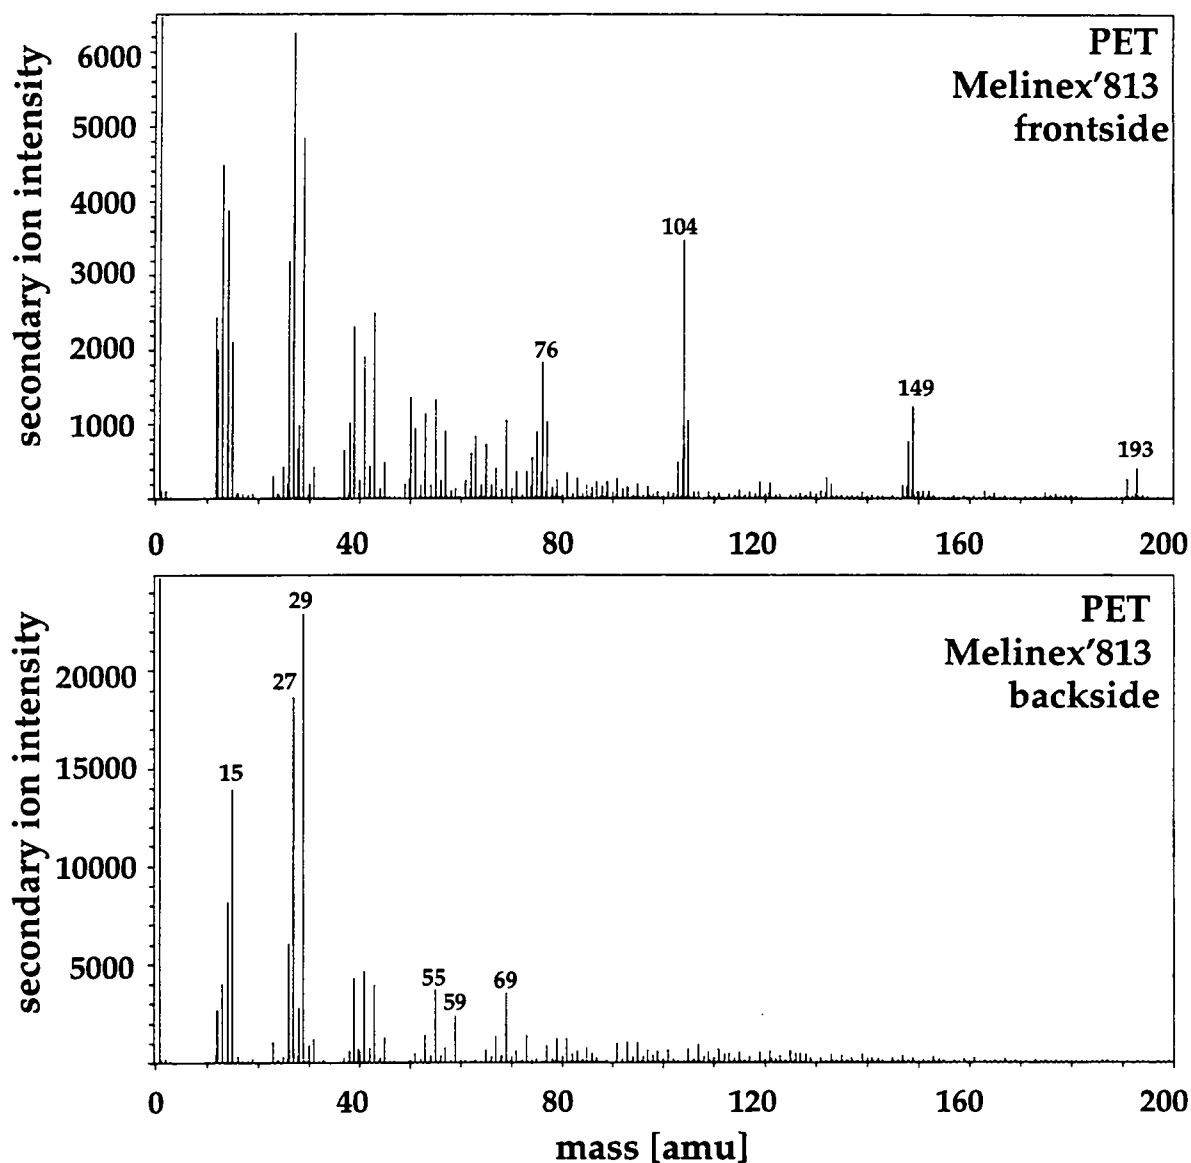 secondary ion intensity
6000
5000
4000
3000
2000
1000
PET
Melinex'813
frontside
76
104
149
193
0 40 80 120 160 200
secondary ion intensity
20000
15000
10000
5000
PET
Melinex'813
backside
15
27
29
55
59
69
0 40 80 120 160 200
mass [amu]